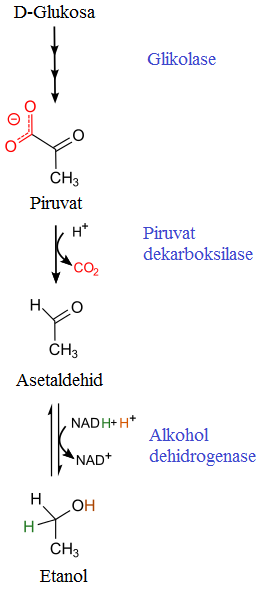 D-Glukosa
Glikolase
O
O
⊖
O
CH3
Piruvat
H+
CO2
Piruvat
dekarboksilase
H
O
CH3
Asetaldehid
NADH+H+
NAD+
Alkohol
dehidrogenase
H
OH
H
CH3
Etanol